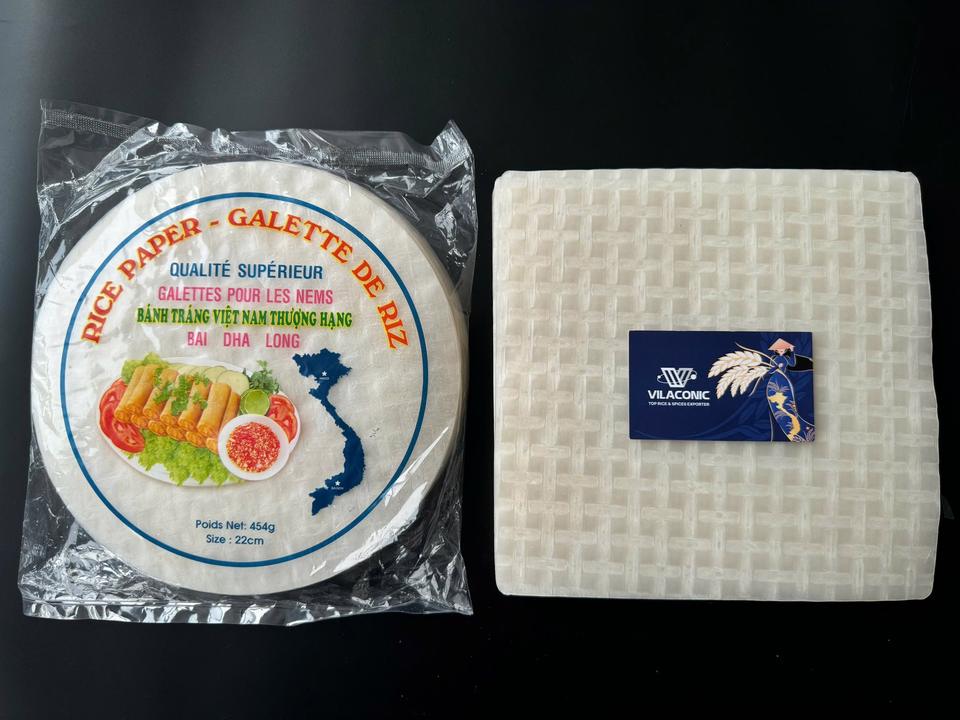 RICE PAPER - GALETTE DE RIZ
QUALITÉ SUPÉRIEUR
GALETTES POUR LES NEMS
BÁNH TRÁNG VIỆT NAM THƯỢNG HẠNG
BAI DHA LONG
Poids Net: 454g
Size : 22cm
VILACONIC
TOP RICE & SPICES EXPORTER